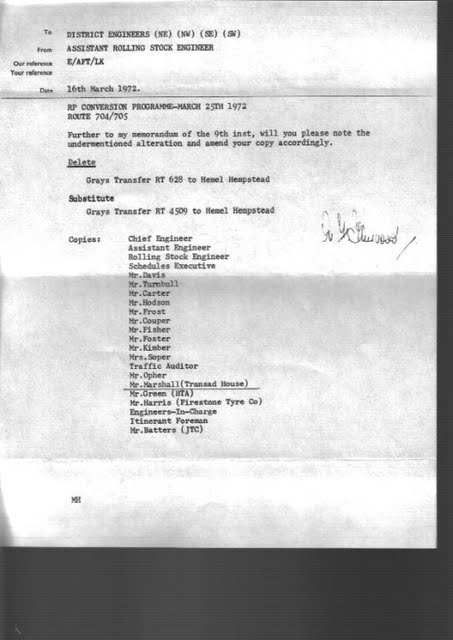 To DISTRICT ENGINEERS (NE) (NW) (SE) (SW)
From ASSISTANT ROLLING STOCK ENGINEER
Our reference E/AFT/LK
Your reference
Date 16th March 1972.
RP CONVERSION PROGRAMME-MARCH 25TH 1972
ROUTE 704/705
Further to my memorandum of the 9th inst, will you please note the
undermentioned alteration and amend your copy accordingly.
Delete
Grays Transfer RT 628 to Hemel Hempstead
Substitute
Grays Transfer RT 4509 to Hemel Hempstead
Copies: Chief Engineer
Assistant Engineer
Rolling Stock Engineer
Schedules Executive
Mr.Davis
Mr.Turnbull
Mr.Carter
Mr.Hodson
Mr.Frost
Mr.Couper
Mr.Fisher
Mr.Foster
Mr.Kimber
Mrs.Soper
Traffic Auditor
Mr.Opher
Mr.Marshall(Transad House)
Mr.Green (BTA)
Mr.Harris (Firestone Tyre Co)
Engineers-In-Charge
Itinerant Foreman
Mr.Batters (JTC)
MH